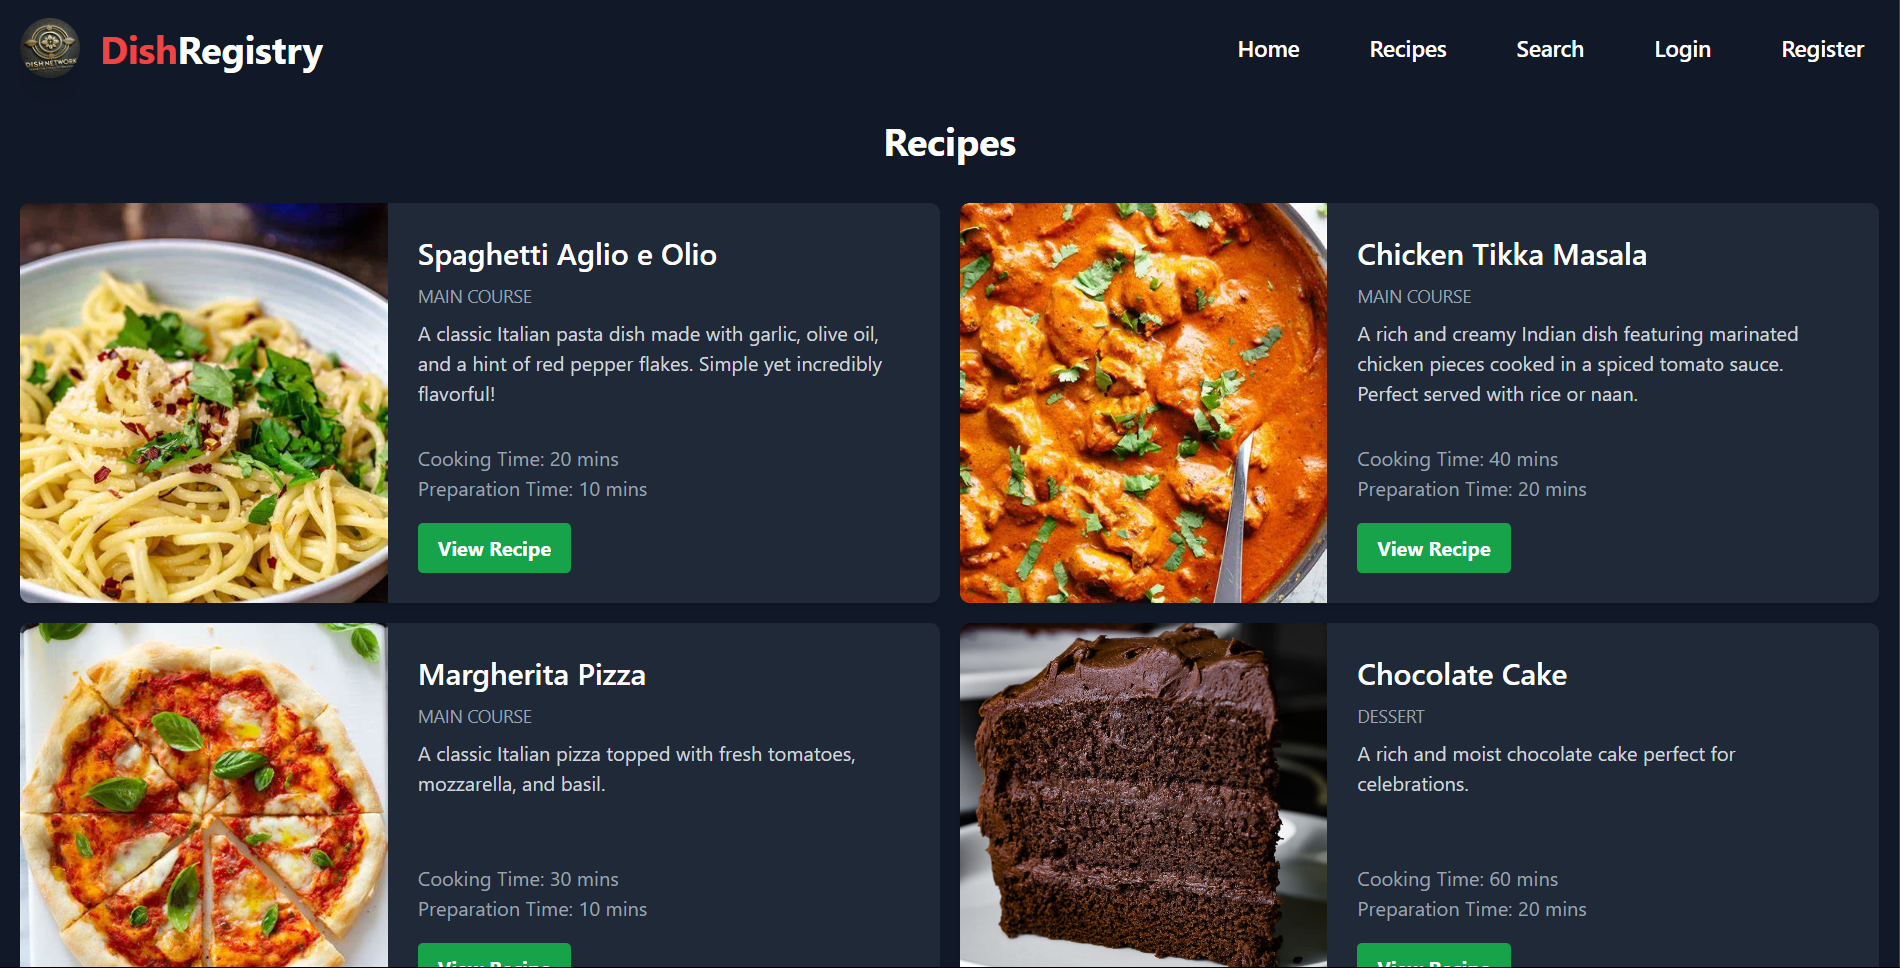 DISHNETWORK
DishRegistry
Home
Recipes
Search
Login
Register
Recipes
Spaghetti Aglio e Olio
MAIN COURSE
A classic Italian pasta dish made with garlic, olive oil,
and a hint of red pepper flakes. Simple yet incredibly
flavorful!
Cooking Time: 20 mins
Preparation Time: 10 mins
View Recipe
Chicken Tikka Masala
MAIN COURSE
A rich and creamy Indian dish featuring marinated
chicken pieces cooked in a spiced tomato sauce.
Perfect served with rice or naan.
Cooking Time: 40 mins
Preparation Time: 20 mins
View Recipe
Margherita Pizza
MAIN COURSE
A classic Italian pizza topped with fresh tomatoes,
mozzarella, and basil.
Cooking Time: 30 mins
Preparation Time: 10 mins
View Recipe
Chocolate Cake
DESSERT
A rich and moist chocolate cake perfect for
celebrations.
Cooking Time: 60 mins
Preparation Time: 20 mins
View Recipe